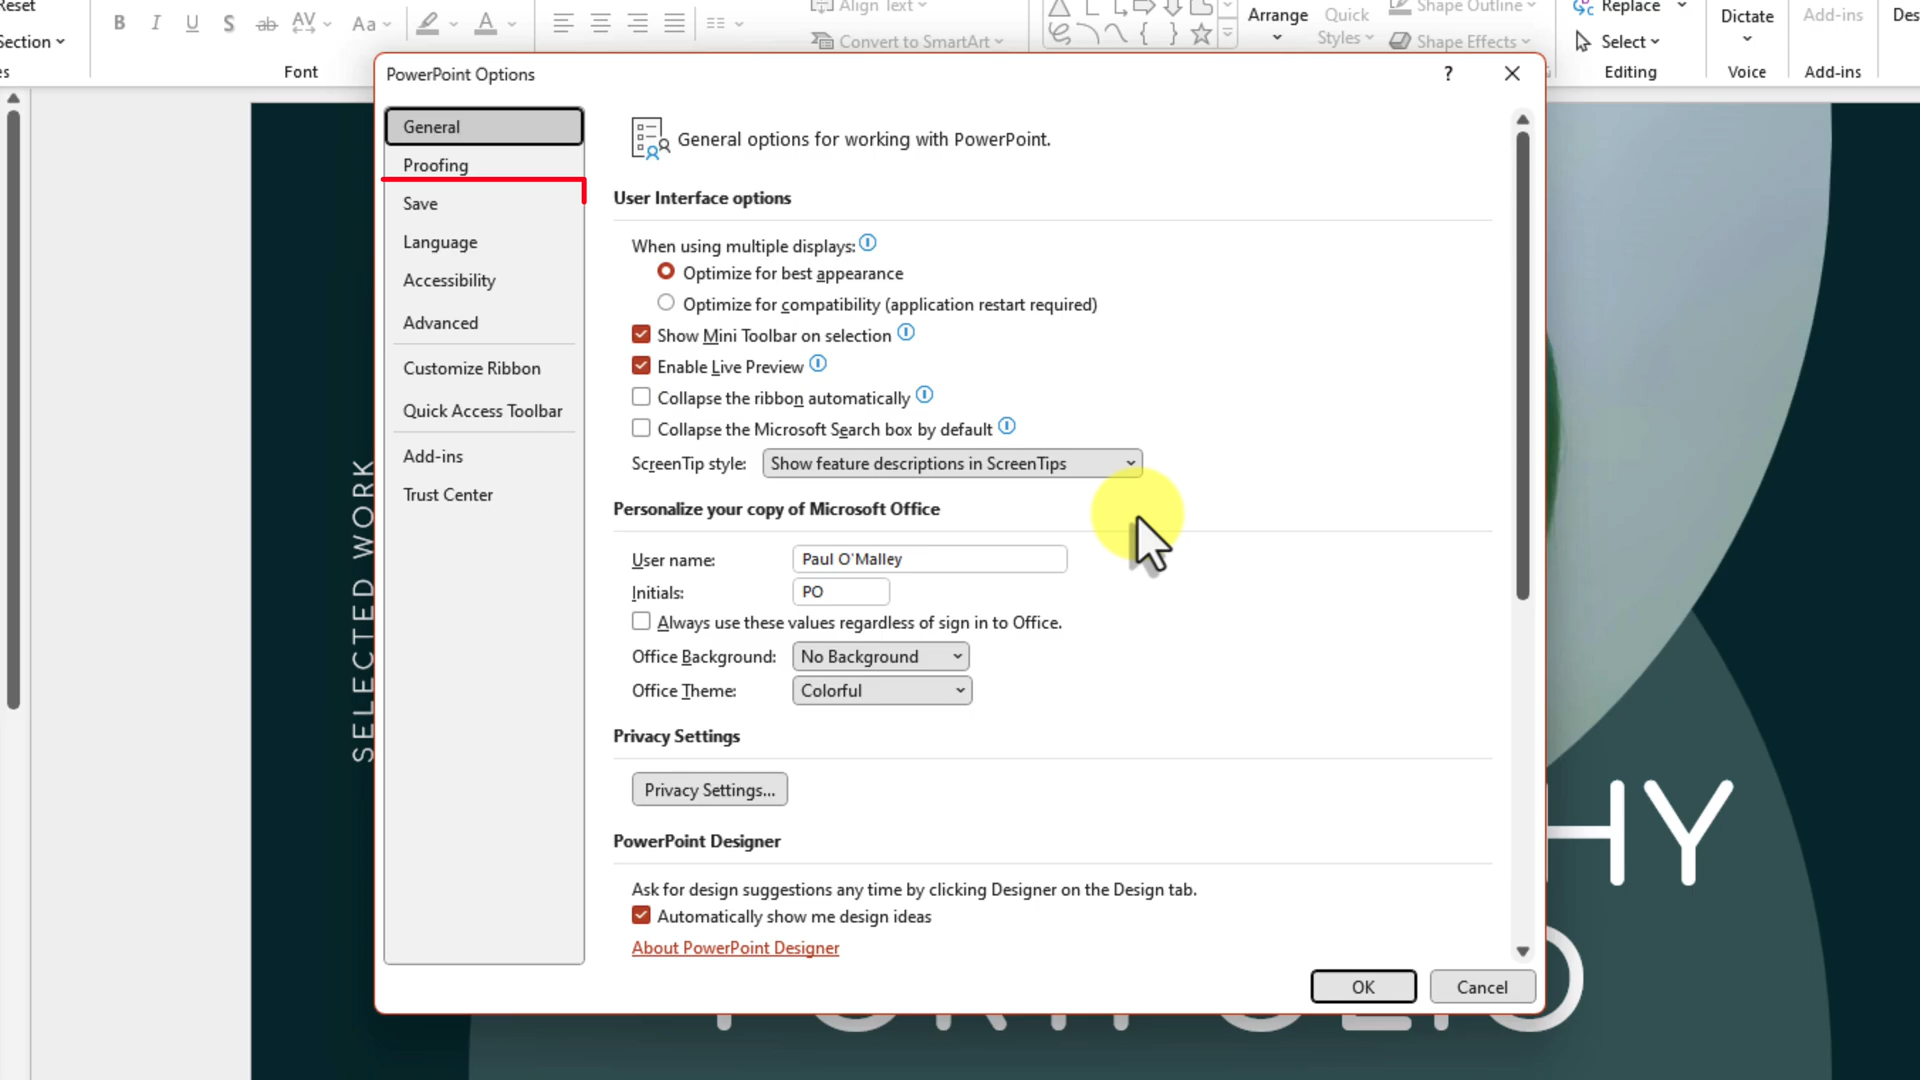 Reset
Section
es
B I U S ab AV Aa A
Font
Align Text
Convert to SmartArt
Arrange
Quick
Styles
Shape Outline
Shape Effects
Replace
Select
Editing
Dictate
Voice
Add-ins
Add-ins
Des
PowerPoint Options
?
General
Proofing
Save
Language
Accessibility
Advanced
Customize Ribbon
Quick Access Toolbar
Add-ins
Trust Center
General options for working with PowerPoint.
User Interface options
When using multiple displays:
Optimize for best appearance
Optimize for compatibility (application restart required)
Show Mini Toolbar on selection
Enable Live Preview
Collapse the ribbon automatically
Collapse the Microsoft Search box by default
ScreenTip style: Show feature descriptions in ScreenTips
Personalize your copy of Microsoft Office
User name: Paul O'Malley
Initials: PO
Always use these values regardless of sign in to Office.
Office Background: No Background
Office Theme: Colorful
Privacy Settings
Privacy Settings...
PowerPoint Designer
Ask for design suggestions any time by clicking Designer on the Design tab.
Automatically show me design ideas
About PowerPoint Designer
OK
Cancel
SELECTED WORK
HY